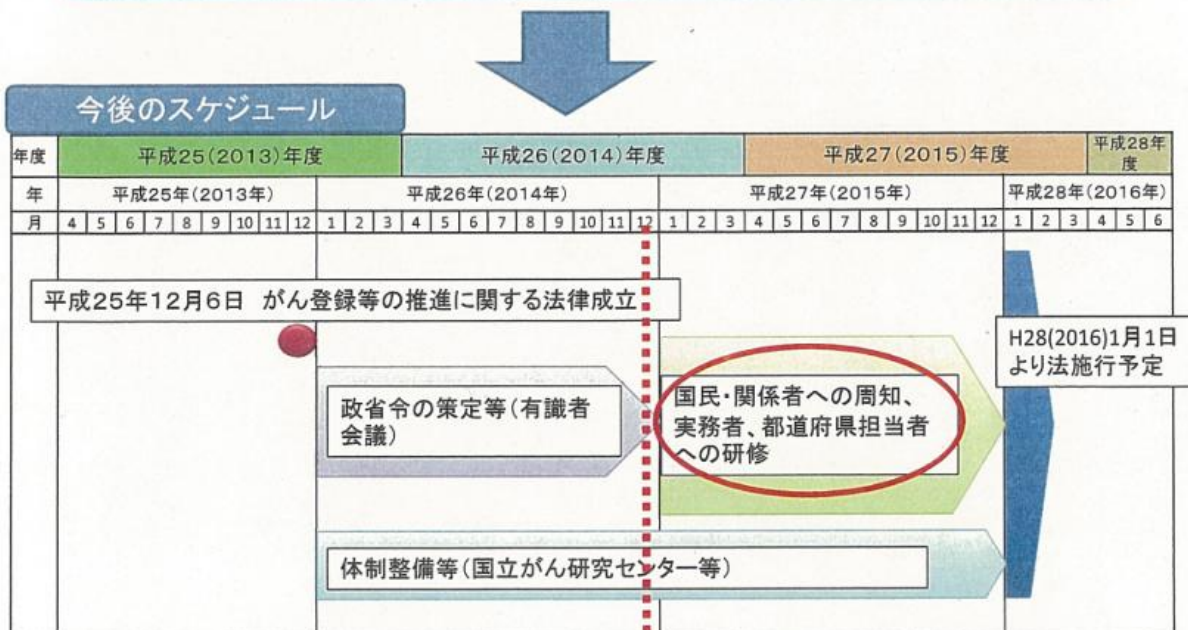 今後のスケジュール
年度 平成25(2013)年度 平成26(2014)年度 平成27(2015)年度 平成28年
度
年 平成25年(2013年) 平成26年(2014年) 平成27年(2015年) 平成28年(2016年)
月 4 5 6 7 8 9 10 11 12 1 2 3 4 5 6 7 8 9 10 11 12 1 2 3 4 5 6 7 8 9 10 11 12 1 2 3 4 5 6
平成25年12月6日 がん登録等の推進に関する法律成立
H28(2016)1月1日
より法施行予定
政省令の策定等(有識者
会議)
国民・関係者への周知、
実務者、都道府県担当者
への研修
体制整備等(国立がん研究センター等)